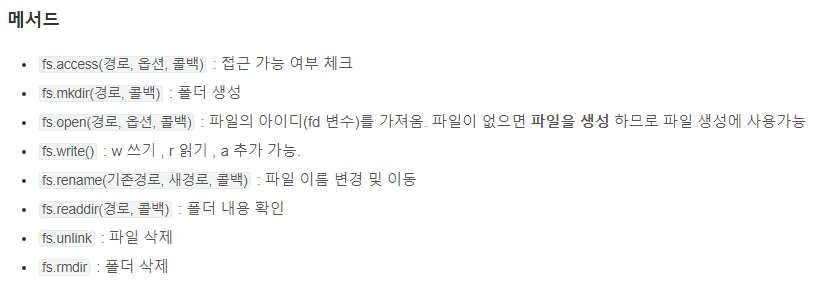 메서드
fs.access(경로, 옵션, 콜백) : 접근 가능 여부 체크
fs.mkdir(경로, 콜백) : 폴더 생성
fs.open(경로, 옵션, 콜백) : 파일의 아이디(fd 변수)를 가져옴. 파일이 없으면 파일을 생성 하므로 파일 생성에 사용가능
fs.write() : w 쓰기 , r 읽기 , a 추가 가능.
fs.rename(기존경로, 새경로, 콜백) : 파일 이름 변경 및 이동
fs.readdir(경로, 콜백) : 폴더 내용 확인
fs.unlink : 파일 삭제
fs.rmdir : 폴더 삭제